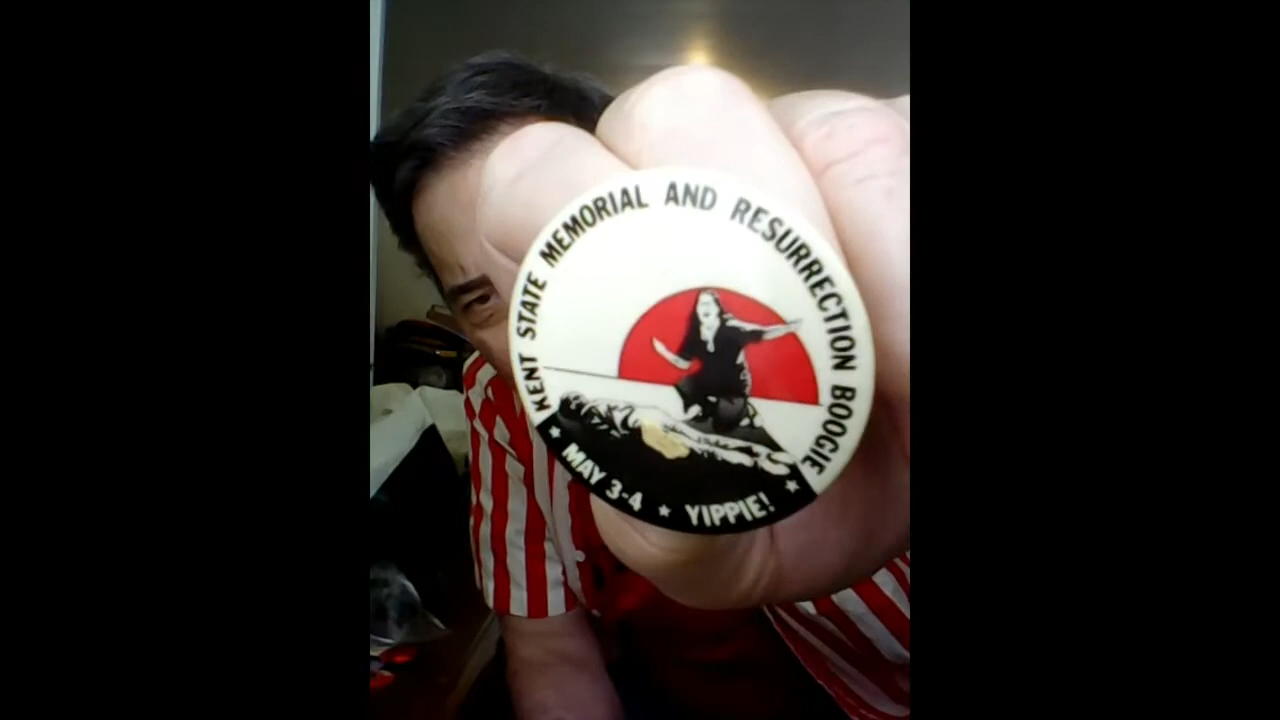 KENT STATE MEMORIAL AND RESURRECTION BOOGIE
★ MAY 3-4 ★ YIPPIE! ★